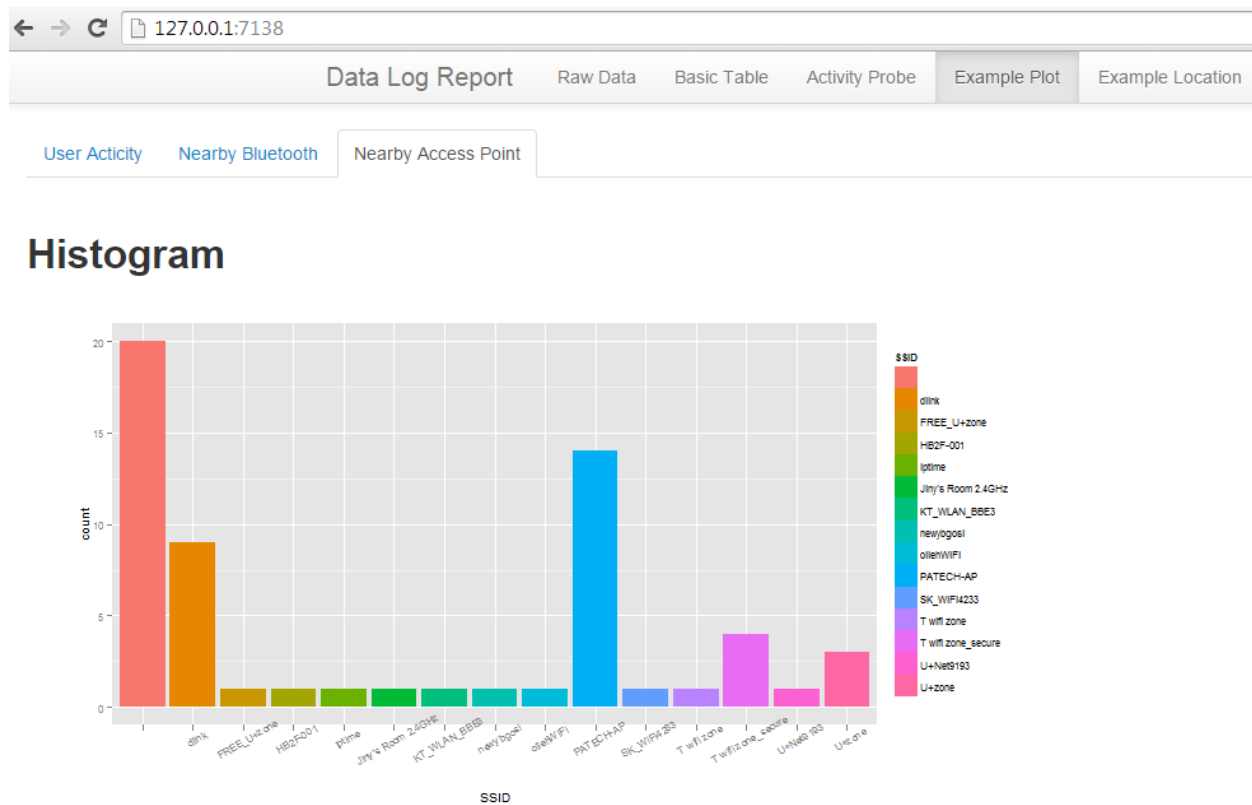 127.0.0.1:7138
Data Log Report Raw Data Basic Table Activity Probe Example Plot Example Location
User Acticity Nearby Bluetooth Nearby Access Point
Histogram
20
15
10
5
0
count
dlink
FREE_U+zone
HB2F-001
iptime
Jiny's Room 2.4GHz
KT_WLAN_BBE3
newybgosi
ollehWiFi
PATECH-AP
SK_WIFI4233
T wifi zone
T wifi zone_secure
U+Net9193
U+zone
SSID
SSID
dlink
FREE_U+zone
HB2F-001
iptime
Jiny's Room 2.4GHz
KT_WLAN_BBE3
newybgosi
ollehWiFi
PATECH-AP
SK_WIFI4233
T wifi zone
T wifi zone_secure
U+Net9193
U+zone